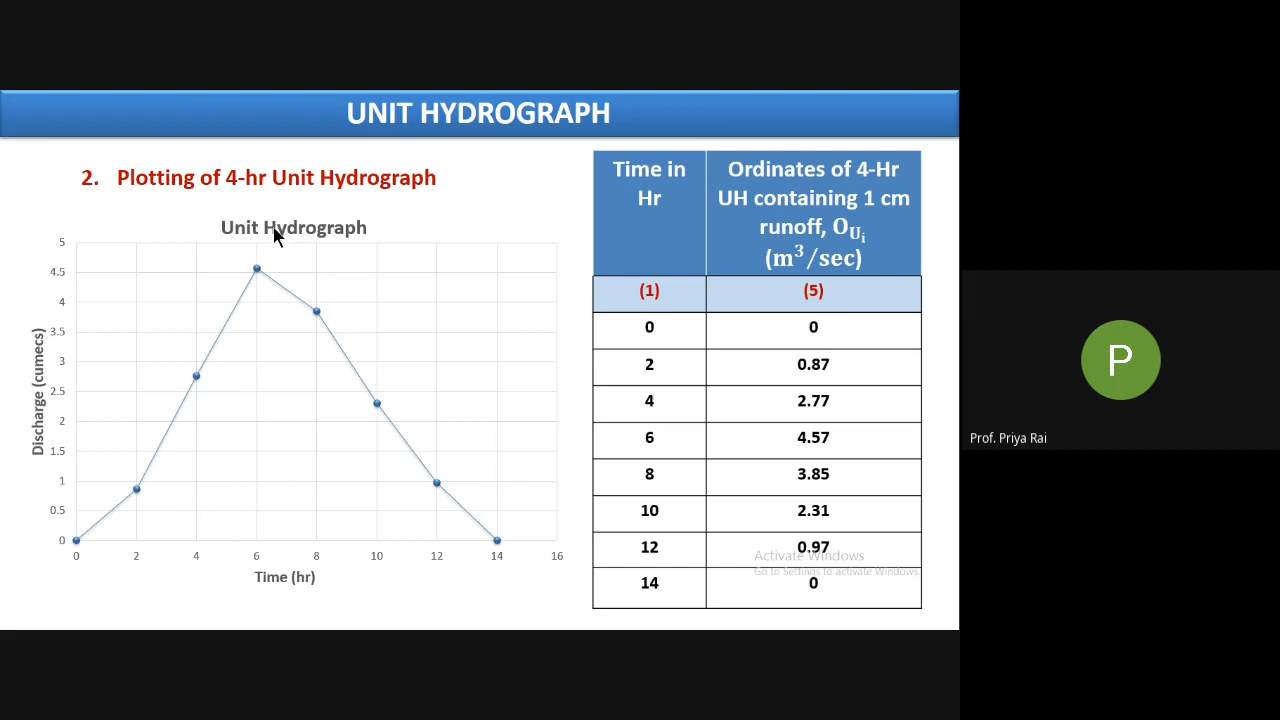 UNIT HYDROGRAPH
2. Plotting of 4-hr Unit Hydrograph
Unit Hydrograph
5
4.5
4
3.5
3
2.5
2
1.5
1
0.5
0
Discharge (cumecs)
0 2 4 6 8 10 12 14 16
Time (hr)
Time in Hr
Ordinates of 4-Hr
UH containing 1 cm
runoff, O_{U_i}
(m³/sec)
(1) (5)
0 0
2 0.87
4 2.77
6 4.57
8 3.85
10 2.31
12 0.97
14 0
Activate Windows
Go to Settings to activate Windows.
P
Prof. Priya Rai